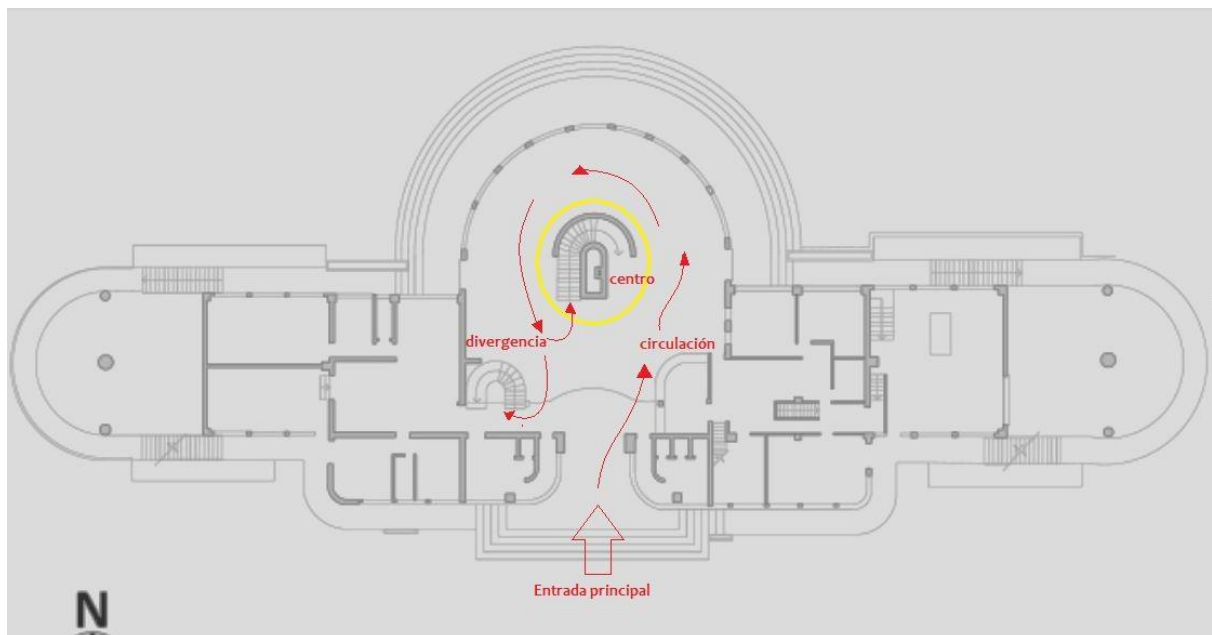 centro
divergencia
circulación
Entrada principal
N